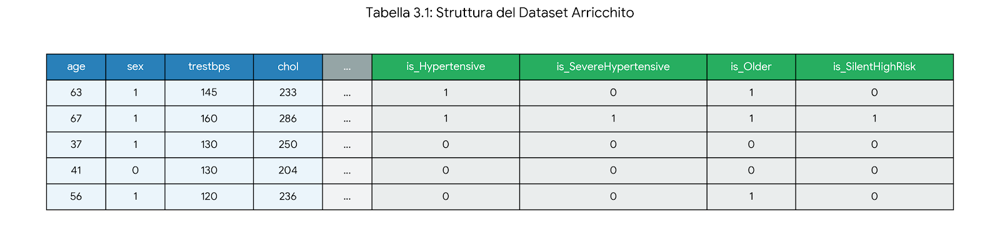 Tabella 3.1: Struttura del Dataset Arricchito
age sex trestbps chol ... is_Hypertensive is_SevereHypertensive is_Older is_SilentHighRisk
63 1 145 233 ... 1 0 1 0
67 1 160 286 ... 1 1 1 1
37 1 130 250 ... 0 0 0 0
41 0 130 204 ... 0 0 0 0
56 1 120 236 ... 0 0 1 0